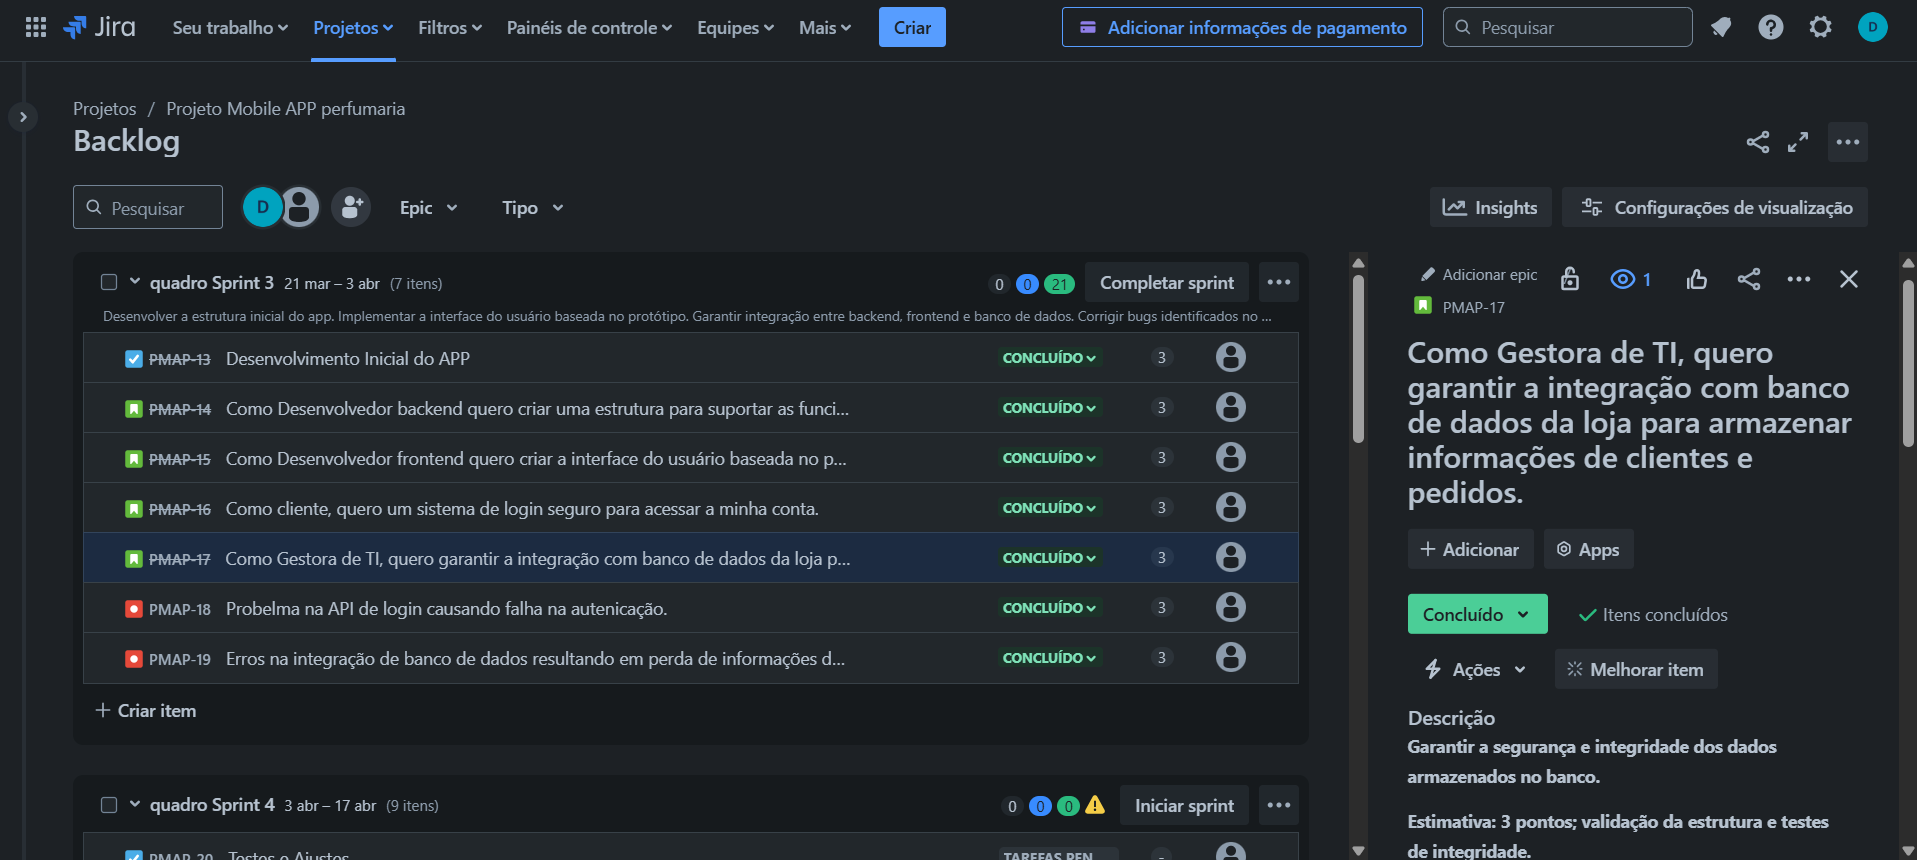 Jira
Seu trabalho
Projetos
Filtros
Painéis de controle
Equipes
Mais
Criar
Adicionar informações de pagamento
Pesquisar
D
Projetos / Projeto Mobile APP perfumaria
Backlog
Pesquisar
D
Epic
Tipo
Insights
Configurações de visualização
quadro Sprint 3 21 mar – 3 abr (7 itens)
0 0 21
Completar sprint
Desenvolver a estrutura inicial do app. Implementar a interface do usuário baseada no protótipo. Garantir integração entre backend, frontend e banco de dados. Corrigir bugs identificados no ...
PMAP-13 Desenvolvimento Inicial do APP CONCLUÍDO 3
PMAP-14 Como Desenvolvedor backend quero criar uma estrutura para suportar as funci... CONCLUÍDO 3
PMAP-15 Como Desenvolvedor frontend quero criar a interface do usuário baseada no p... CONCLUÍDO 3
PMAP-16 Como cliente, quero um sistema de login seguro para acessar a minha conta. CONCLUÍDO 3
PMAP-17 Como Gestora de TI, quero garantir a integração com banco de dados da loja p... CONCLUÍDO 3
PMAP-18 Probelma na API de login causando falha na autenicação. CONCLUÍDO 3
PMAP-19 Erros na integração de banco de dados resultando em perda de informações d... CONCLUÍDO 3
+ Criar item
quadro Sprint 4 3 abr – 17 abr (9 itens)
0 0 0
Iniciar sprint
PMAP-20 Testes e Ajustes TAREFAS PEN... -
Adicionar epic
1
PMAP-17
Como Gestora de TI, quero
garantir a integração com banco
de dados da loja para armazenar
informações de clientes e
pedidos.
+ Adicionar
Apps
Concluído
Itens concluídos
Ações
Melhorar item
Descrição
Garantir a segurança e integridade dos dados
armazenados no banco.
Estimativa: 3 pontos; validação da estrutura e testes
de integridade.